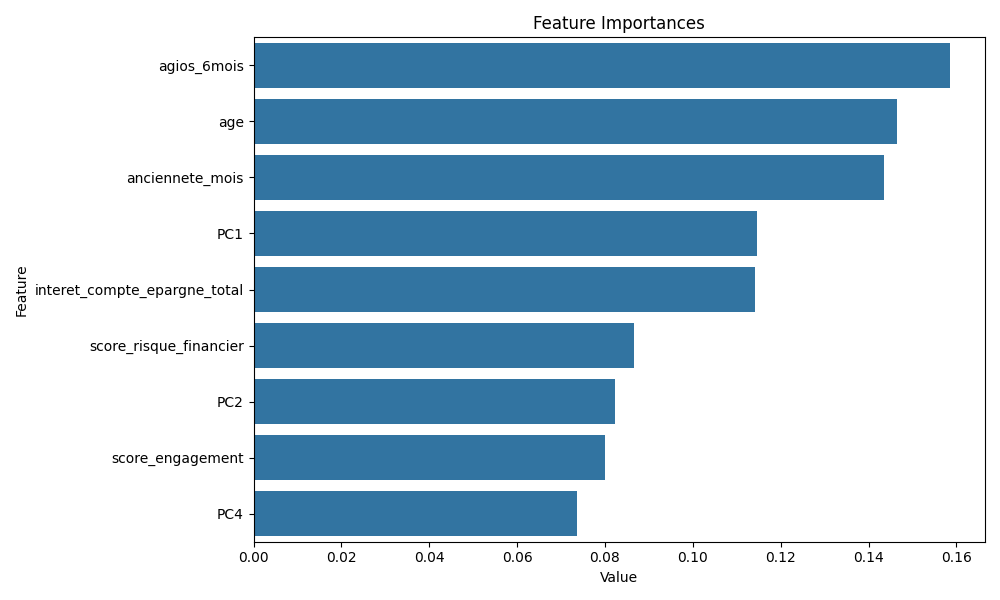 Feature Importances
Feature
agios_6mois
age
anciennete_mois
PC1
interet_compte_epargne_total
score_risque_financier
PC2
score_engagement
PC4
0.00 0.02 0.04 0.06 0.08 0.10 0.12 0.14 0.16
Value